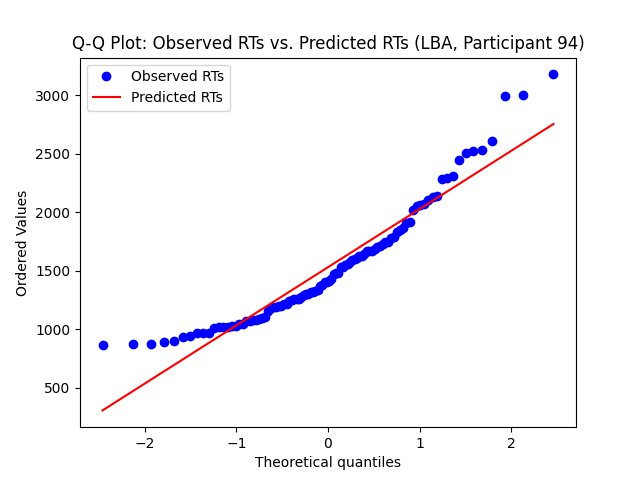 Q-Q Plot: Observed RTs vs. Predicted RTs (LBA, Participant 94)
Observed RTs
Predicted RTs
Ordered Values
3000
2500
2000
1500
1000
500
−2
−1
0
1
2
Theoretical quantiles